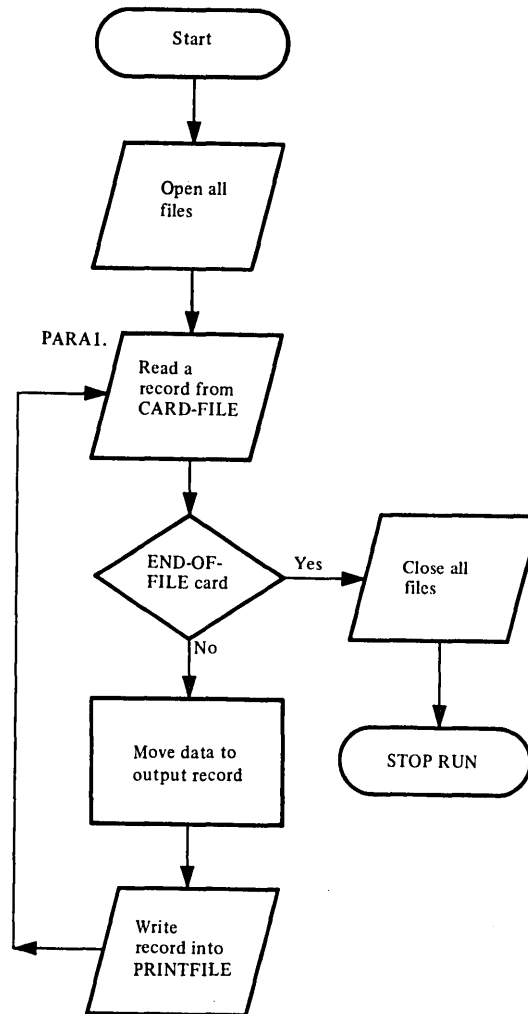 Start
Open all
files
PARA1.
Read a
record from
CARD-FILE
END-OF-
FILE card
Yes
Close all
files
No
Move data to
output record
STOP RUN
Write
record into
PRINTFILE